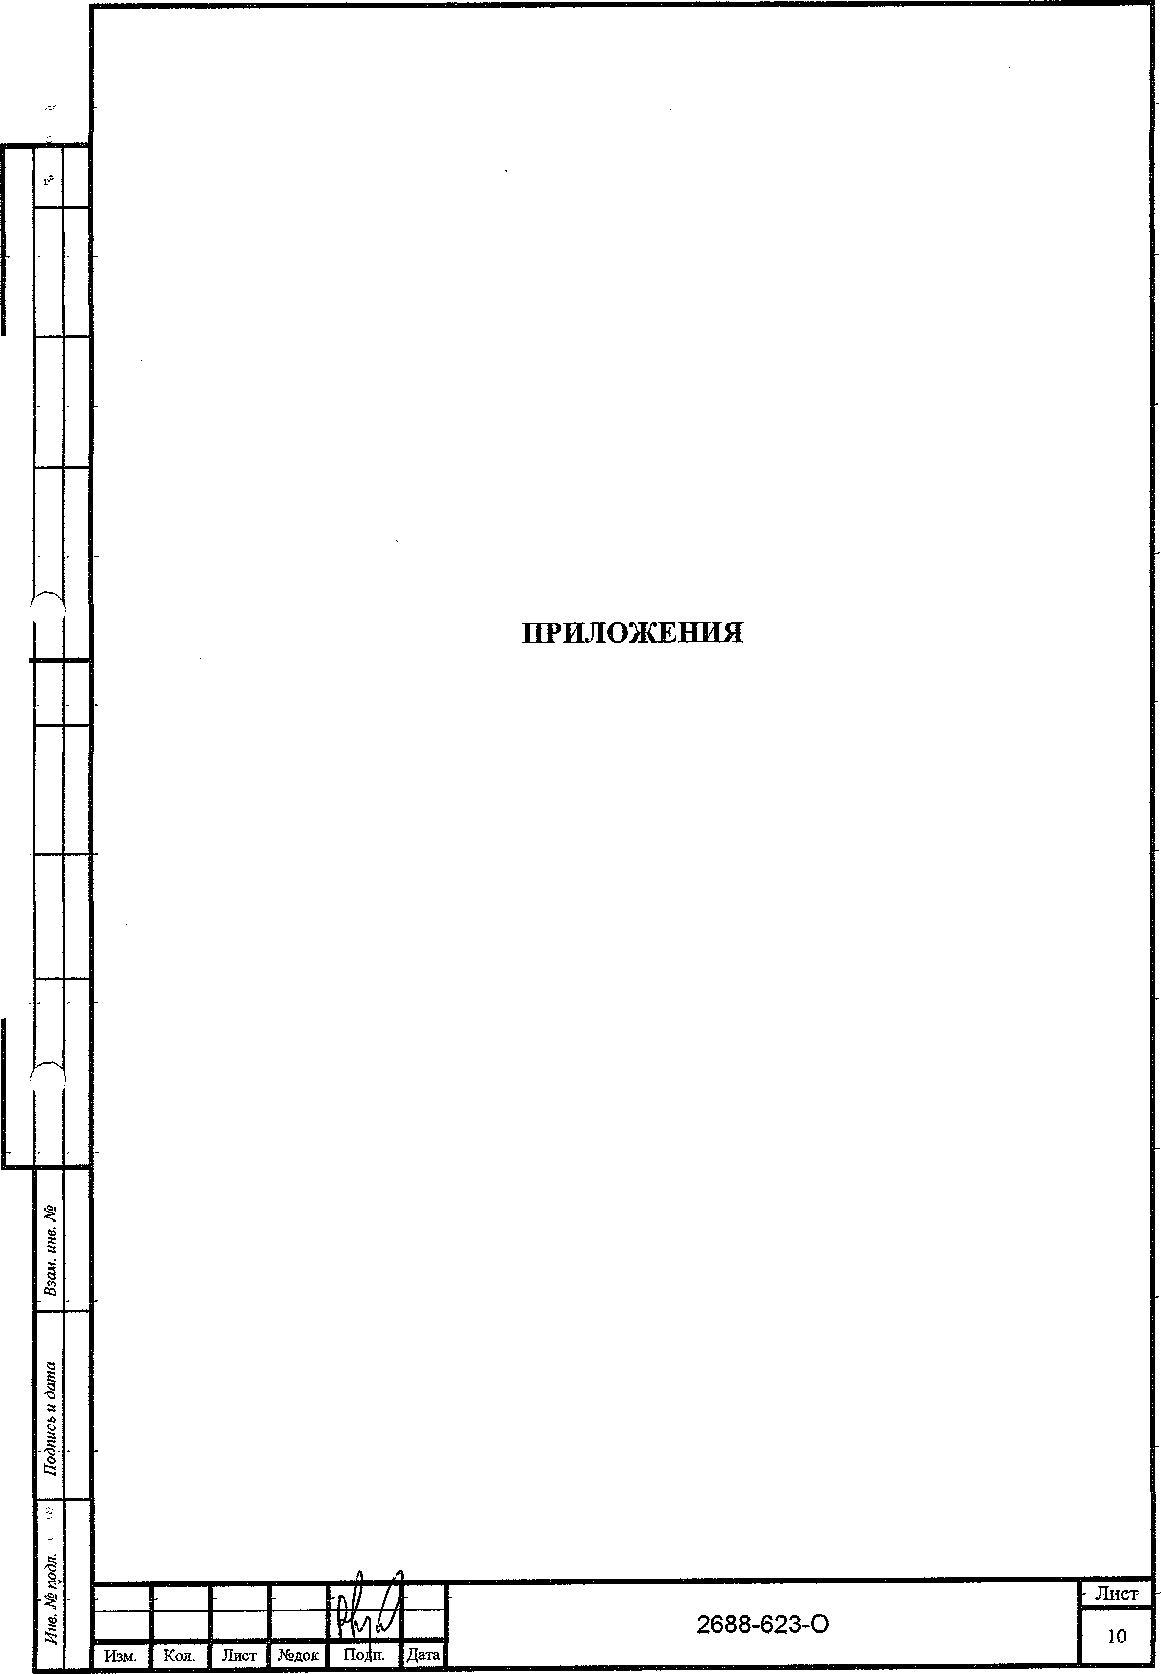 ПРИЛОЖЕНИЯ
Взам. инв. №
Подпись и дата
Инв. № подл.
Изм. Кол. Лист №док Подп. Дата
2688-623-О
Лист
10